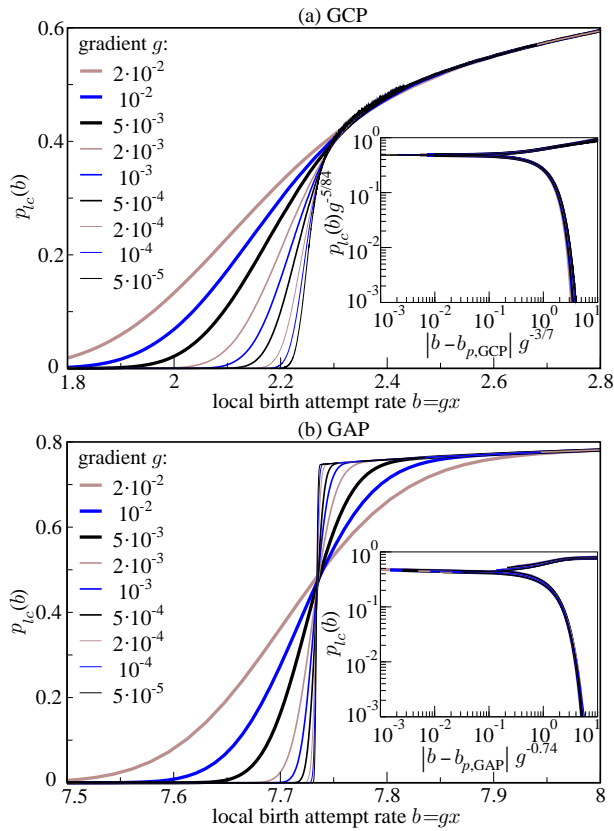 (a) GCP
0.6
0.4
0.2
0
p_lc(b)
gradient g:
2·10^-2
10^-2
5·10^-3
2·10^-3
10^-3
5·10^-4
2·10^-4
10^-4
5·10^-5
10^0
10^-1
10^-2
10^-3
p_lc(b)g^-5/84
10^-3 10^-2 10^-1 10^0 10^1
|b−b_p,GCP| g^-3/7
1.8 2 2.2 2.4 2.6 2.8
local birth attempt rate b=gx
(b) GAP
0.8
0.6
0.4
0.2
0
p_lc(b)
gradient g:
2·10^-2
10^-2
5·10^-3
2·10^-3
10^-3
5·10^-4
2·10^-4
10^-4
5·10^-5
10^0
10^-1
10^-2
10^-3
p_lc(b)
10^-3 10^-2 10^-1 10^0 10^1
|b−b_p,GAP| g^-0.74
7.5 7.6 7.7 7.8 7.9 8
local birth attempt rate b=gx